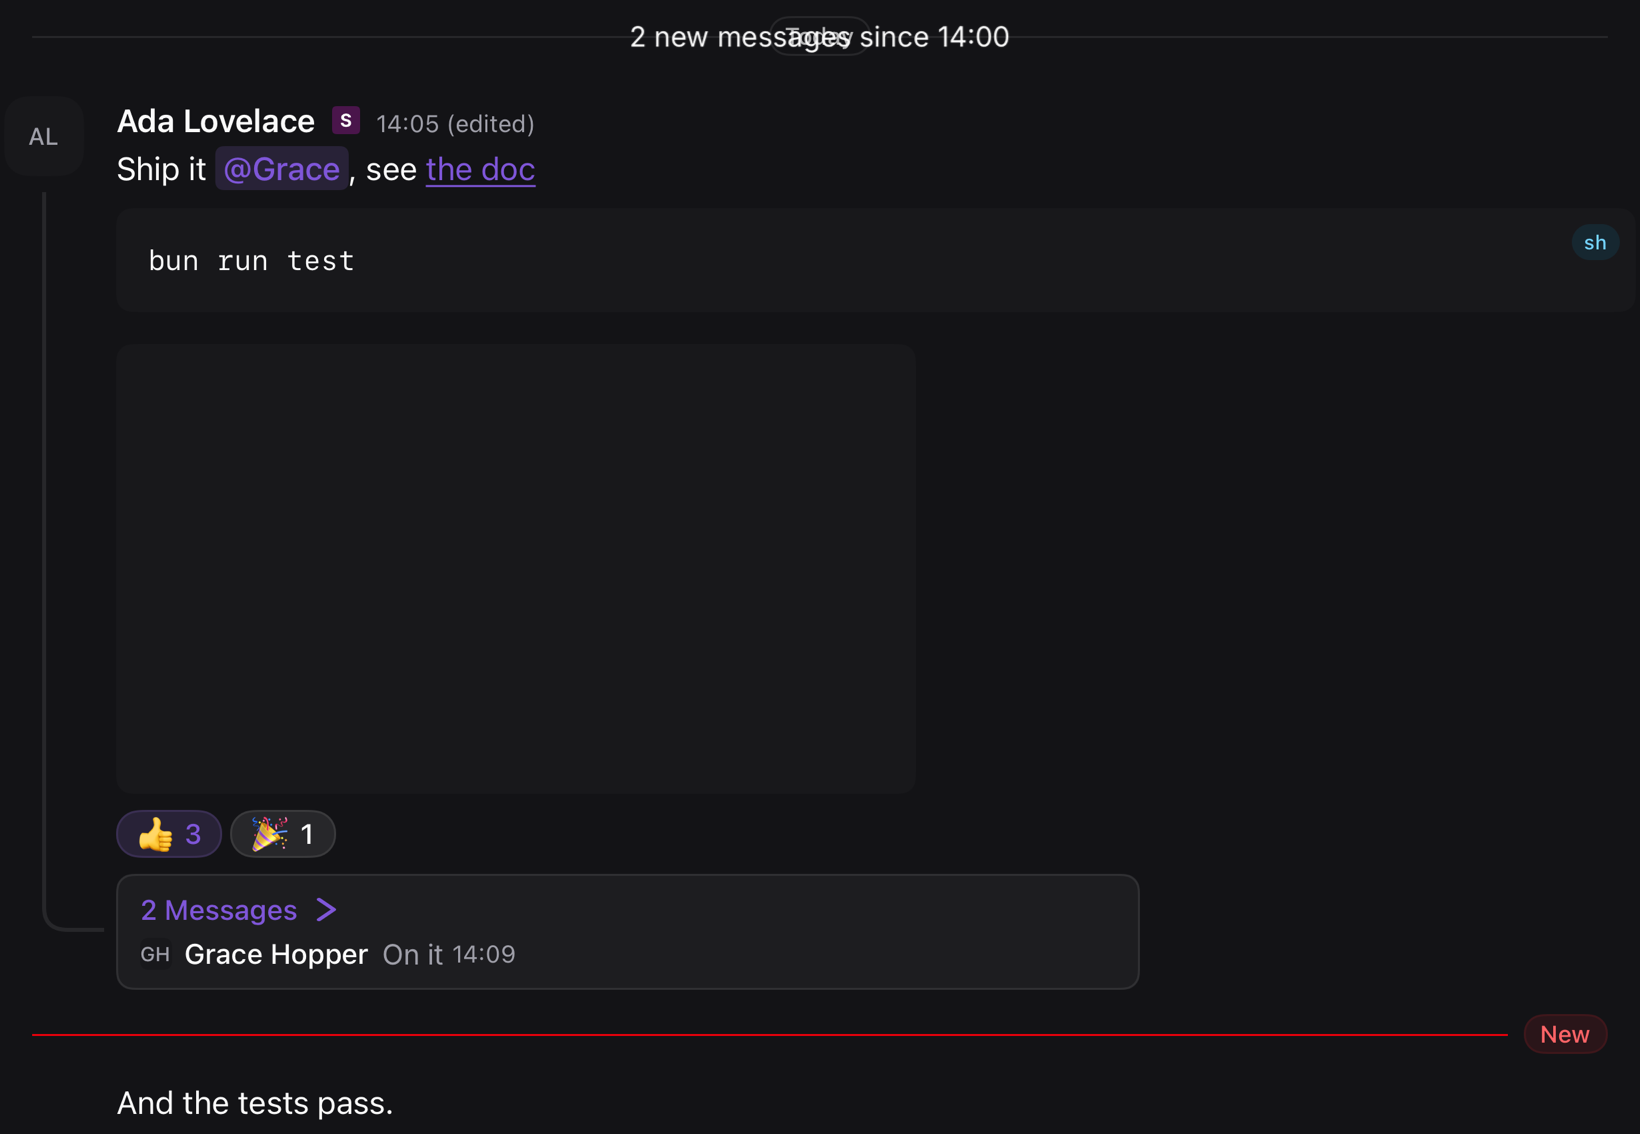 2 new messages since 14:00
Today
AL
Ada Lovelace S 14:05 (edited)
Ship it @Grace, see the doc
sh
bun run test
👍 3 🎉 1
2 Messages >
GH Grace Hopper On it 14:09
New
And the tests pass.